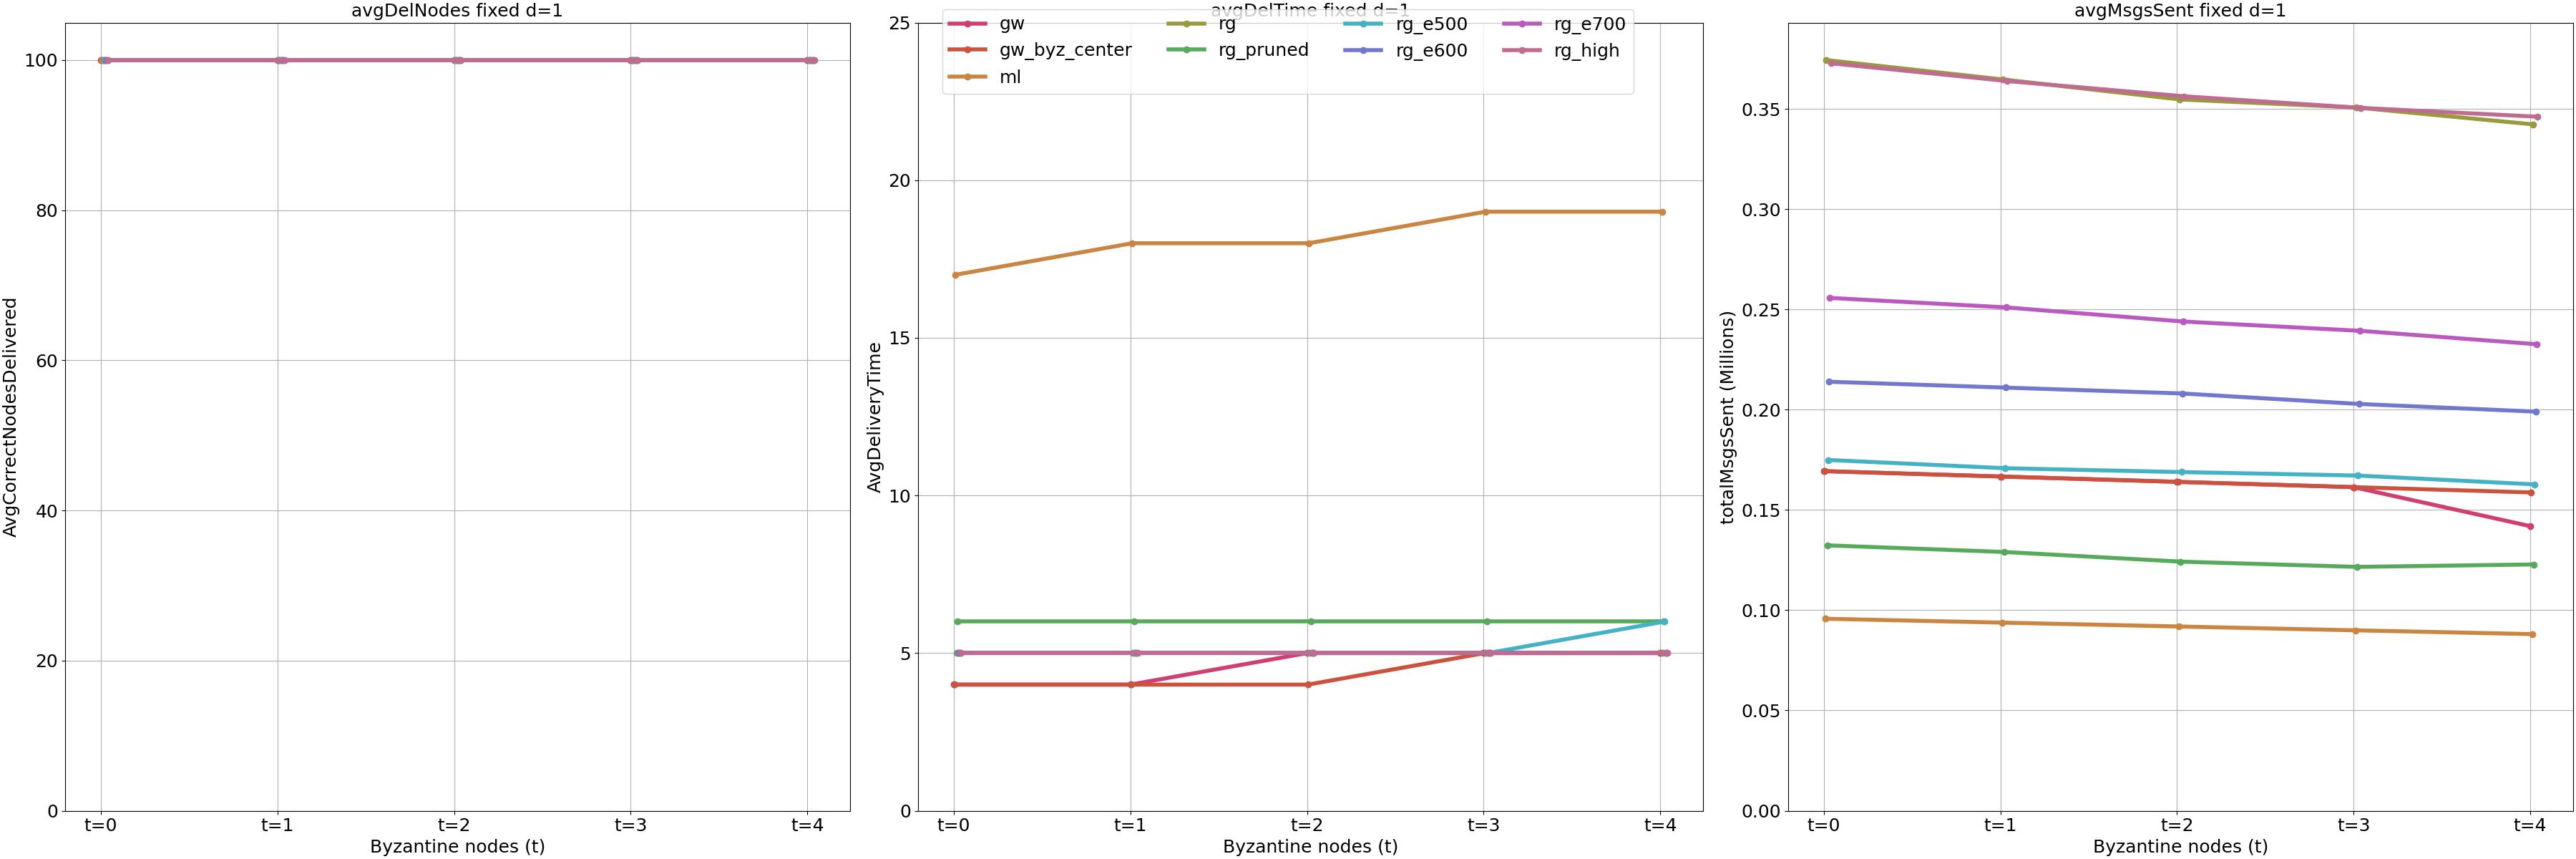 avgDelNodes fixed d=1
AvgCorrectNodesDelivered
100
80
60
40
20
0
t=0 t=1 t=2 t=3 t=4
Byzantine nodes (t)
avgDelTime fixed d=1
gw rg rg_e500 rg_e700
gw_byz_center rg_pruned rg_e600 rg_high
ml
AvgDeliveryTime
25
20
15
10
5
0
t=0 t=1 t=2 t=3 t=4
Byzantine nodes (t)
avgMsgsSent fixed d=1
totalMsgsSent (Millions)
0.35
0.30
0.25
0.20
0.15
0.10
0.05
0.00
t=0 t=1 t=2 t=3 t=4
Byzantine nodes (t)